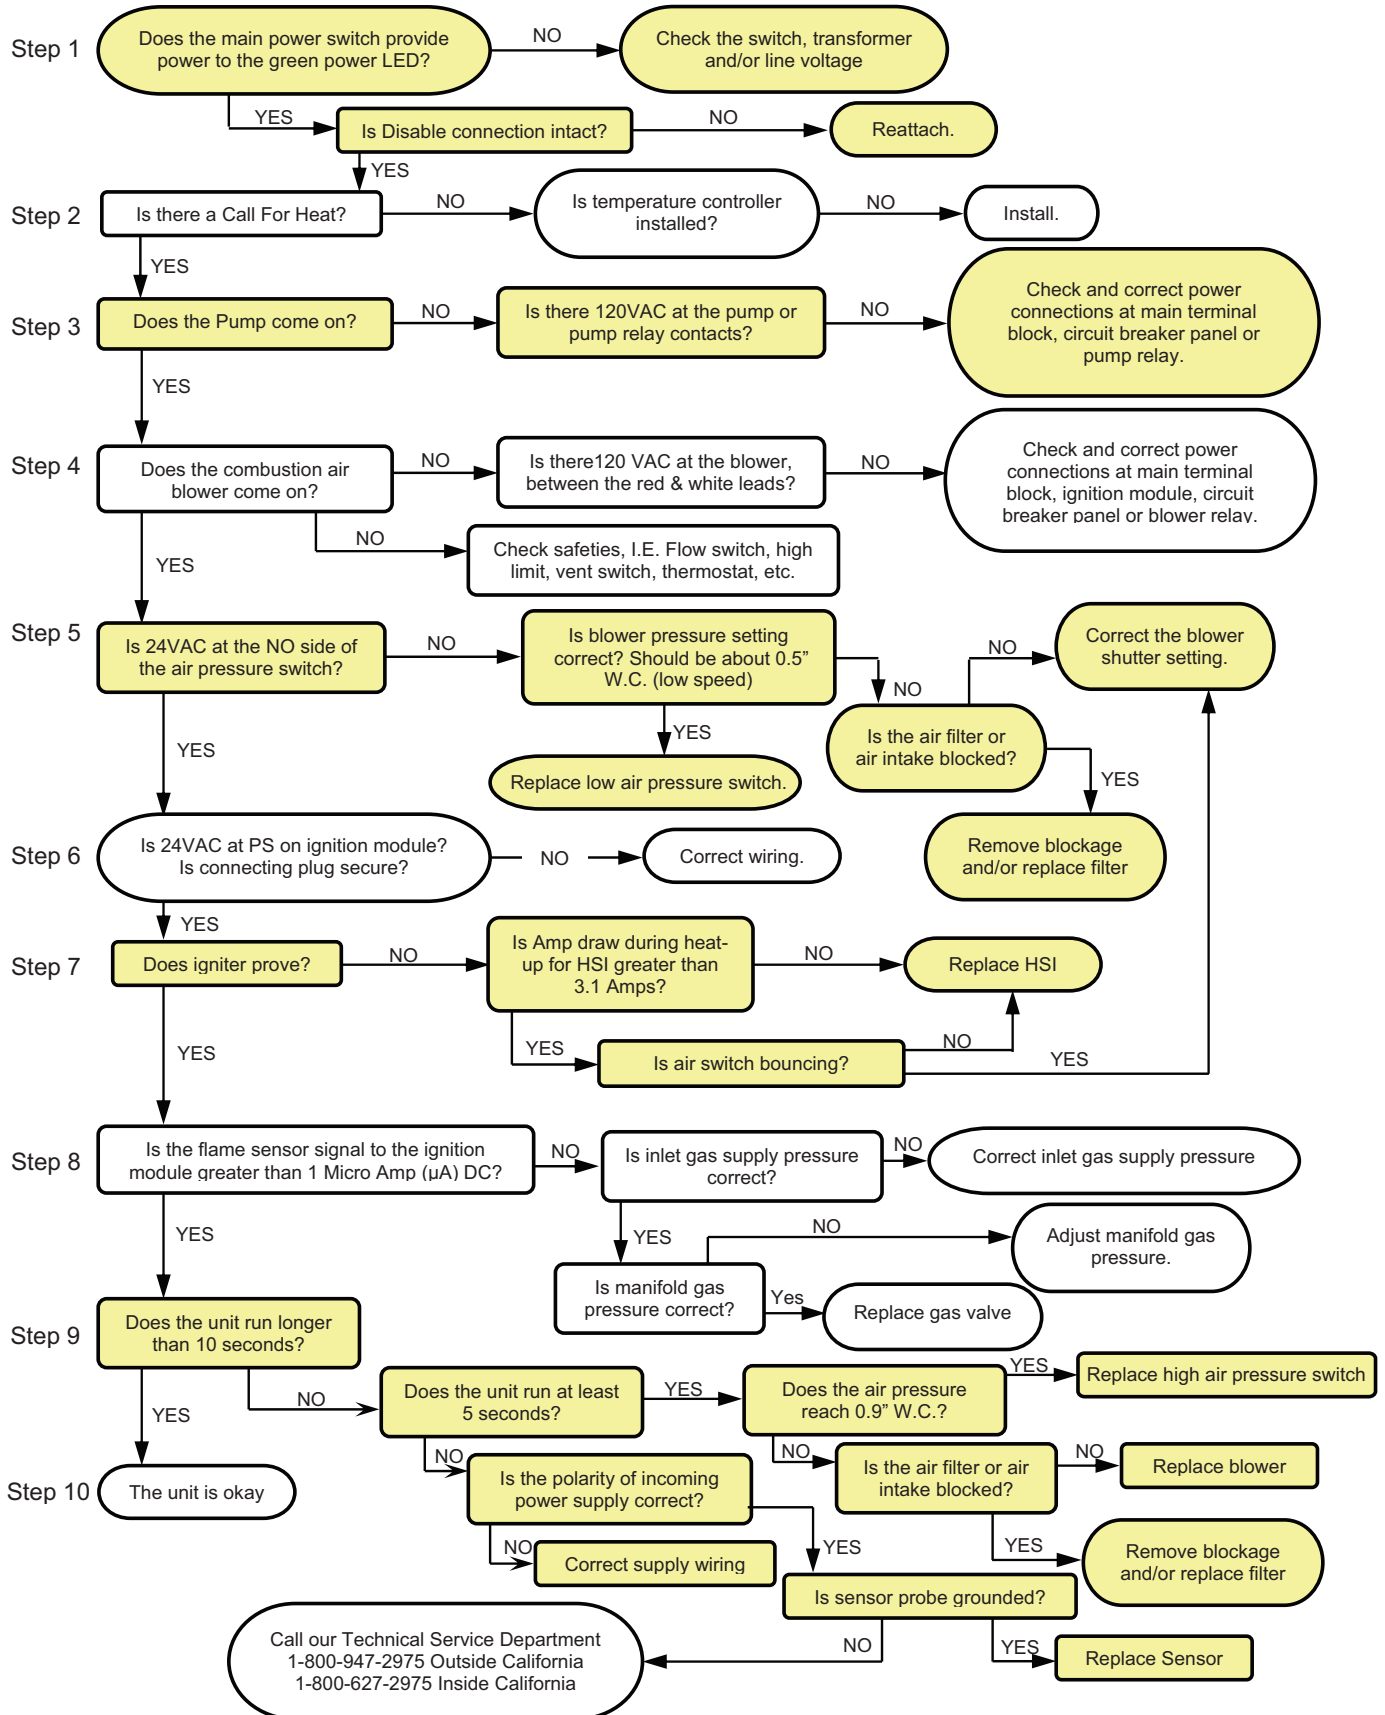 Step 1
Does the main power switch provide
power to the green power LED?
NO
Check the switch, transformer
and/or line voltage
YES
Is Disable connection intact?
NO
Reattach.
YES
Step 2
Is there a Call For Heat?
NO
Is temperature controller
installed?
NO
Install.
YES
Step 3
Does the Pump come on?
NO
Is there 120VAC at the pump or
pump relay contacts?
NO
Check and correct power
connections at main terminal
block, circuit breaker panel or
pump relay.
YES
Step 4
Does the combustion air
blower come on?
NO
Is there120 VAC at the blower,
between the red & white leads?
NO
Check and correct power
connections at main terminal
block, ignition module, circuit
breaker panel or blower relay.
NO
Check safeties, I.E. Flow switch, high
limit, vent switch, thermostat, etc.
YES
Step 5
Is 24VAC at the NO side of
the air pressure switch?
NO
Is blower pressure setting
correct? Should be about 0.5”
W.C. (low speed)
NO
Is the air filter or
air intake blocked?
NO
Correct the blower
shutter setting.
YES
Replace low air pressure switch.
YES
Remove blockage
and/or replace filter
YES
Step 6
Is 24VAC at PS on ignition module?
Is connecting plug secure?
NO
Correct wiring.
YES
Step 7
Does igniter prove?
NO
Is Amp draw during heat-
up for HSI greater than
3.1 Amps?
NO
Replace HSI
YES
Is air switch bouncing?
NO
YES
YES
Step 8
Is the flame sensor signal to the ignition
module greater than 1 Micro Amp (µA) DC?
NO
Is inlet gas supply pressure
correct?
NO
Correct inlet gas supply pressure
YES
Is manifold gas
pressure correct?
NO
Adjust manifold gas
pressure.
Yes
Replace gas valve
YES
Step 9
Does the unit run longer
than 10 seconds?
NO
Does the unit run at least
5 seconds?
YES
Does the air pressure
reach 0.9” W.C.?
YES
Replace high air pressure switch
NO
Is the air filter or air
intake blocked?
NO
Replace blower
YES
Remove blockage
and/or replace filter
NO
Is the polarity of incoming
power supply correct?
NO
Correct supply wiring
YES
Is sensor probe grounded?
YES
Replace Sensor
NO
Call our Technical Service Department
1-800-947-2975 Outside California
1-800-627-2975 Inside California
YES
Step 10
The unit is okay